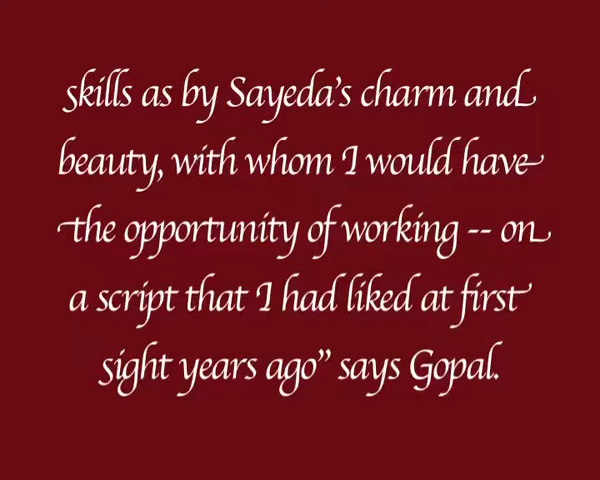 skills as by Sayeda's charm and
beauty, with whom I would have
the opportunity of working -- on
a script that I had liked at first
sight years ago” says Gopal.